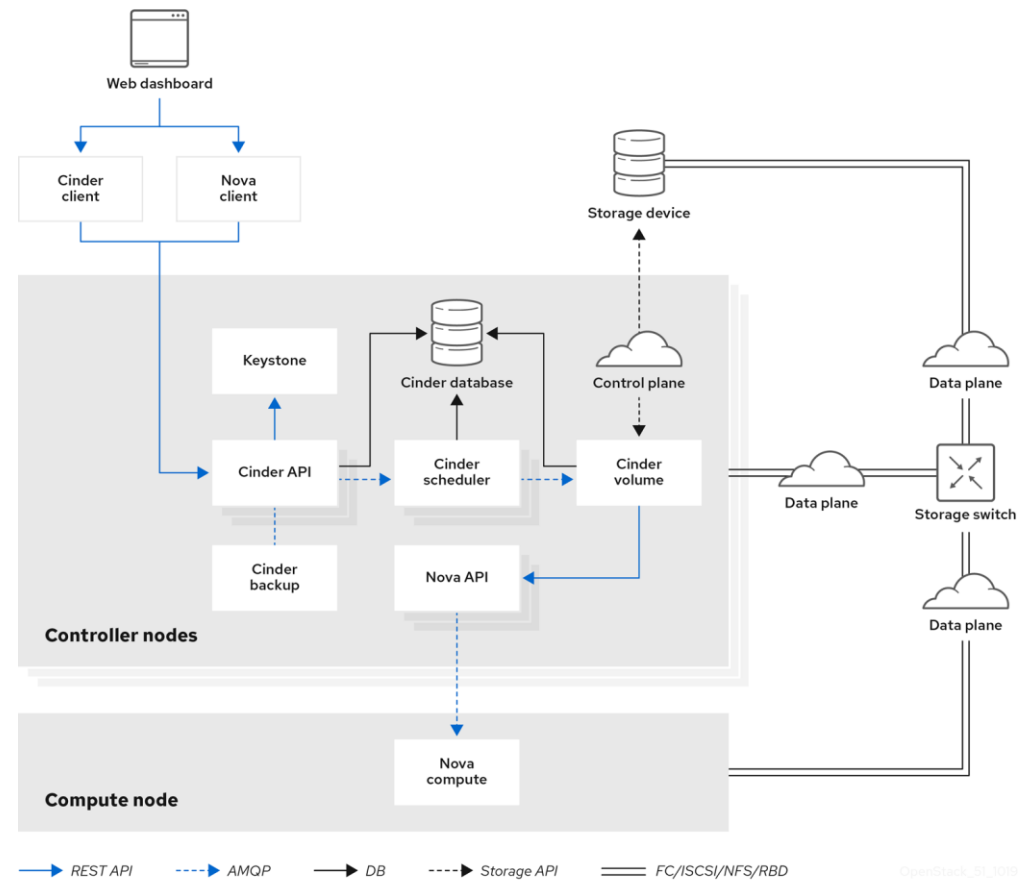 Web dashboard
Cinder
client
Nova
client
Storage device
Keystone
Cinder database
Control plane
Data plane
Cinder API
Cinder
scheduler
Cinder
volume
Data plane
Storage switch
Cinder
backup
Nova API
Data plane
Controller nodes
Nova
compute
Compute node
REST API
AMQP
DB
Storage API
FC/ISCSI/NFS/RBD
OpenStack_51_1019